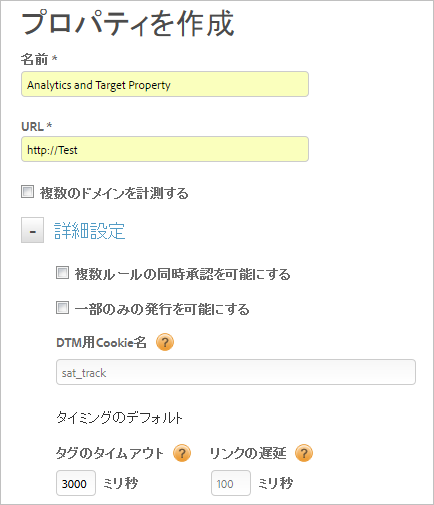 プロパティを作成
名前 *
Analytics and Target Property
URL *
http://Test
複数のドメインを計測する
- 詳細設定
複数ルールの同時承認を可能にする
一部のみの発行を可能にする
DTM用Cookie名 ?
sat_track
タイミングのデフォルト
タグのタイムアウト ? リンクの遅延 ?
3000 ミリ秒 100 ミリ秒